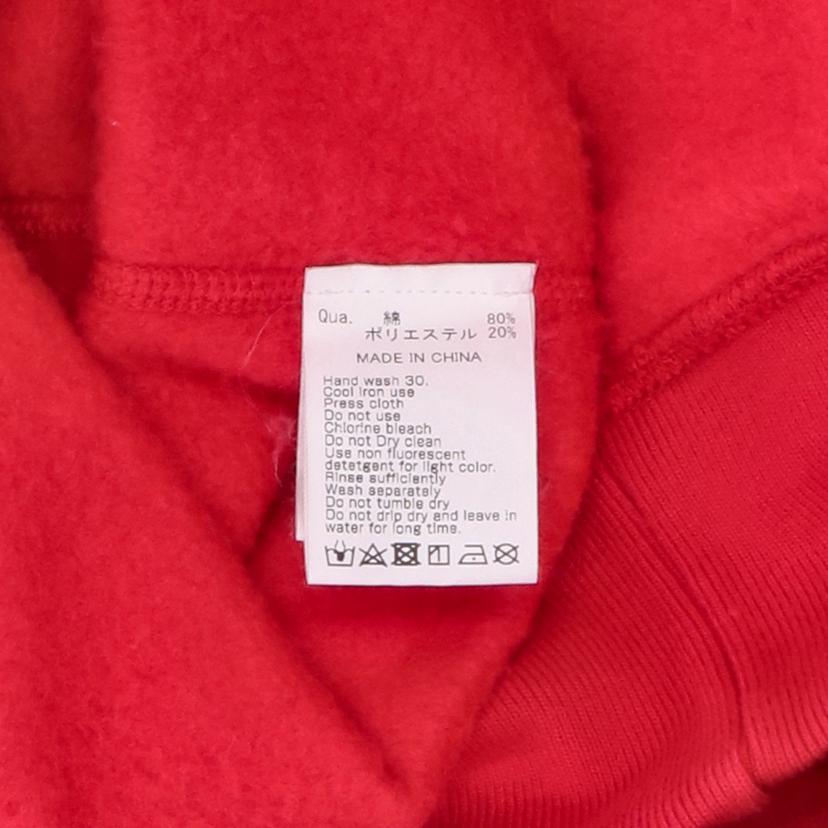 Qua. 綿 80%
ポリエステル 20%
MADE IN CHINA
Hand wash 30.
Cool iron use
Press cloth
Do not use
Chlorine bleach
Do not Dry clean
Use non fluorescent
detetgent for light color.
Rinse sufficiently
Wash separately
Do not tumble dry
Do not drip dry and leave in
water for long time.